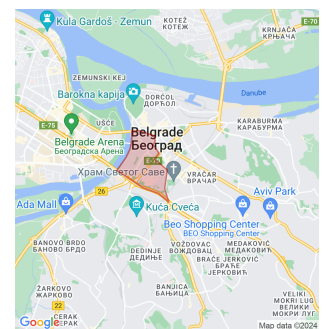 Kula Gardoš - Zemun
KOTEŽ
КОТЕЖ
E-70
KRNJAČA
КРЊАЧА
ZEMUNSKI KEJ
Barokna kapija
Danube
DORĆOL
ДОРЋОЛ
E-75
UŠĆE
KARABURMA
КАРАБУРМА
Belgrade
Београд
Belgrade Arena
Београдска Арена
E-75
Храм Светог Саве
VRAČAR
ВРАЧАР
Ada Mall
Kuća Cveća
Aviv Park
Beo Shopping Center
BEO Shopping Center
BANOVO BRDO
БАНОВО БРДО
DEDINJE
ДЕДИЊЕ
VOŽDOVAC
ВОЖДОВАЦ
MEDAKOVIĆ
МЕДАКОВИЋ
BRAĆE JERKOVIĆ
БРАЋЕ
ЈЕРКОВИЋ
ŽARKOVO
ЖАРКОВО
BANJICA
БАЊИЦА
VELIKI
MOKRI LUG
ВЕЛИКИ
МОКРИ ЛУГ
CERAK
ЦЕРАК
Google
Map data ©2024